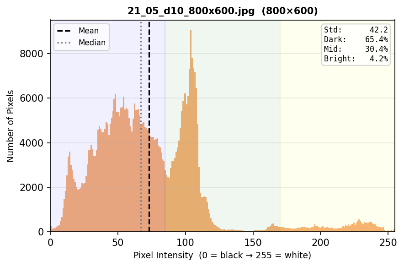 21_05_d10_800x600.jpg  (800×600)
Mean
Median
Std: 42.2
Dark: 65.4%
Mid: 30.4%
Bright: 4.2%
Number of Pixels
8000
6000
4000
2000
0
0 50 100 150 200 250
Pixel Intensity  (0 = black → 255 = white)